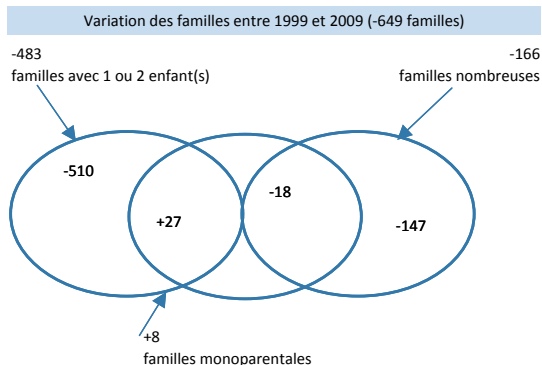 Variation des familles entre 1999 et 2009 (-649 familles)
-483
familles avec 1 ou 2 enfant(s)
-166
familles nombreuses
-510
+27
-18
-147
+8
familles monoparentales